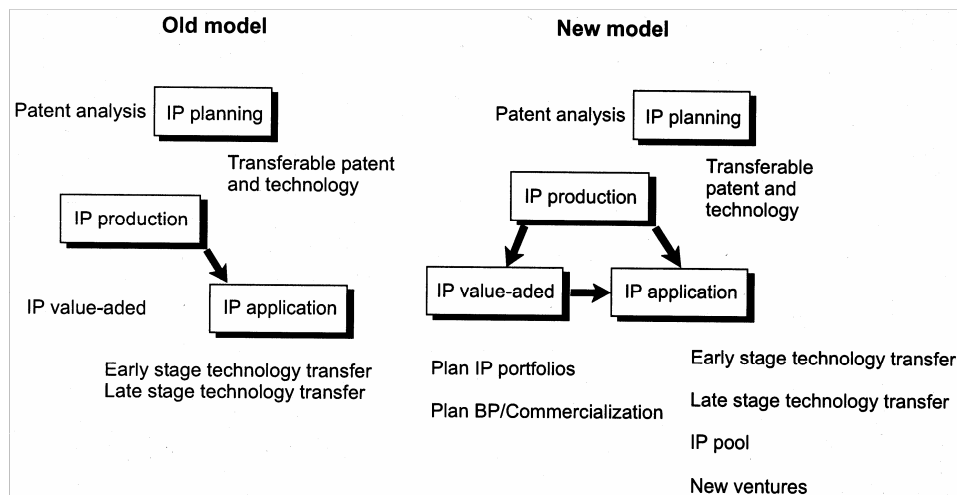 Old model
Patent analysis
IP planning
Transferable patent
and technology
IP production
IP value-aded
IP application
Early stage technology transfer
Late stage technology transfer
New model
Patent analysis
IP planning
Transferable
patent and
technology
IP production
IP value-aded
IP application
Plan IP portfolios
Plan BP/Commercialization
Early stage technology transfer
Late stage technology transfer
IP pool
New ventures